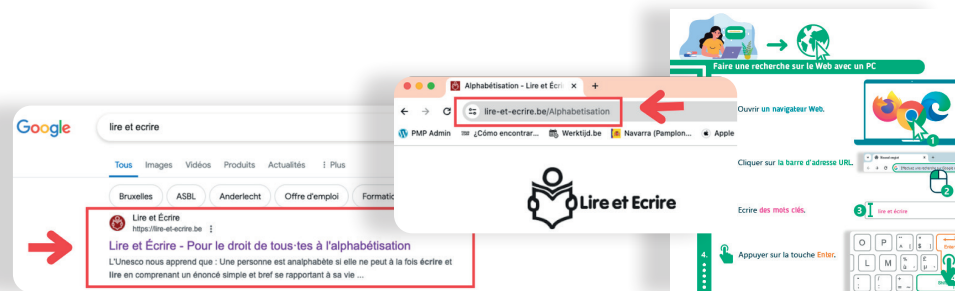 Google
lire et ecrire
Tous Images Vidéos Produits Actualités Plus
Bruxelles ASBL Anderlecht Offre d'emploi
Lire et Écrire
https://lire-et-ecrire.be
Lire et Écrire - Pour le droit de tous·tes à l'alphabétisation
L'Unesco nous apprend que : Une personne est analphabète si elle ne peut à la fois écrire et
lire en comprenant un énoncé simple et bref se rapportant à sa vie ...
Alphabétisation - Lire et Écri
lire-et-ecrire.be/Alphabetisation
PMP Admin ¿Cómo encontrar... Werktijd.be Navarra (Pamplon... Apple
Lire et Ecrire
Faire une recherche sur le Web avec un PC
Ouvrir un navigateur Web.
1
Cliquer sur la barre d'adresse URL.
2
Ecrire des mots clés.
3
lire et écrire
4.
Appuyer sur la touche Enter.
O P
Enter
L M